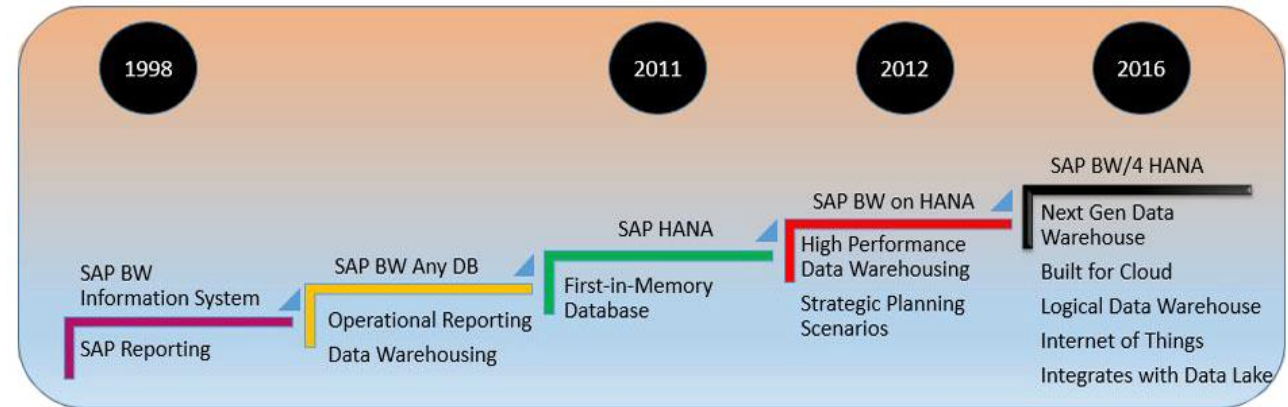 1998
2011
2012
2016
SAP BW
Information System
SAP Reporting
SAP BW Any DB
Operational Reporting
Data Warehousing
SAP HANA
First-in-Memory
Database
SAP BW on HANA
High Performance
Data Warehousing
Strategic Planning
Scenarios
SAP BW/4 HANA
Next Gen Data
Warehouse
Built for Cloud
Logical Data Warehouse
Internet of Things
Integrates with Data Lake